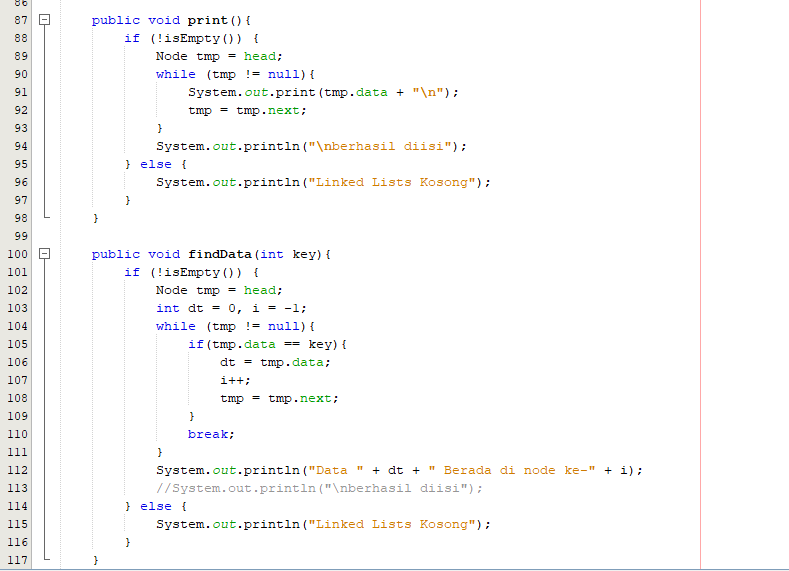 86
87 public void print(){
88 if (!isEmpty()) {
89 Node tmp = head;
90 while (tmp != null){
91 System.out.print(tmp.data + "\n");
92 tmp = tmp.next;
93 }
94 System.out.println("\nberhasil diisi");
95 } else {
96 System.out.println("Linked Lists Kosong");
97 }
98 }
99
100 public void findData(int key){
101 if (!isEmpty()) {
102 Node tmp = head;
103 int dt = 0, i = -1;
104 while (tmp != null){
105 if(tmp.data == key){
106 dt = tmp.data;
107 i++;
108 tmp = tmp.next;
109 }
110 break;
111 }
112 System.out.println("Data " + dt + " Berada di node ke-" + i);
113 //System.out.println("\nberhasil diisi");
114 } else {
115 System.out.println("Linked Lists Kosong");
116 }
117 }